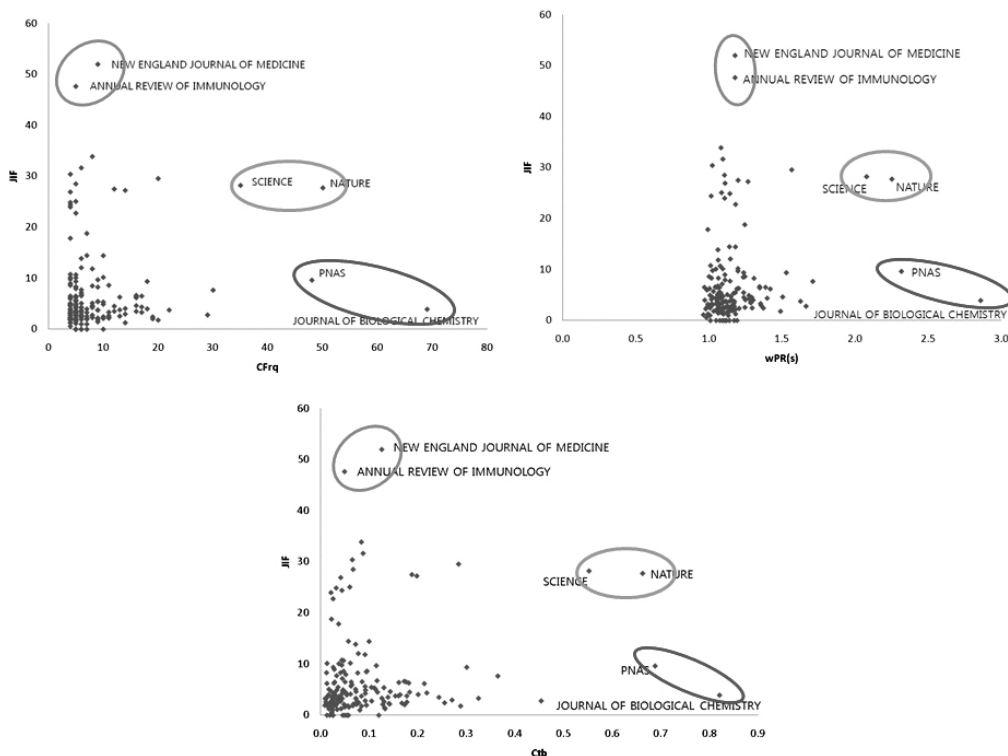 60
50
40
30
20
10
0
JIF
NEW ENGLAND JOURNAL OF MEDICINE
ANNUAL REVIEW OF IMMUNOLOGY
SCIENCE
NATURE
PNAS
JOURNAL OF BIOLOGICAL CHEMISTRY
0 10 20 30 40 50 60 70 80
CFrq
60
50
40
30
20
10
0
JIF
NEW ENGLAND JOURNAL OF MEDICINE
ANNUAL REVIEW OF IMMUNOLOGY
SCIENCE
NATURE
PNAS
JOURNAL OF BIOLOGICAL CHEMISTRY
0.0 0.5 1.0 1.5 2.0 2.5 3.0
wPR(s)
60
50
40
30
20
10
0
JIF
NEW ENGLAND JOURNAL OF MEDICINE
ANNUAL REVIEW OF IMMUNOLOGY
SCIENCE
NATURE
PNAS
JOURNAL OF BIOLOGICAL CHEMISTRY
0.0 0.1 0.2 0.3 0.4 0.5 0.6 0.7 0.8 0.9
Ctb